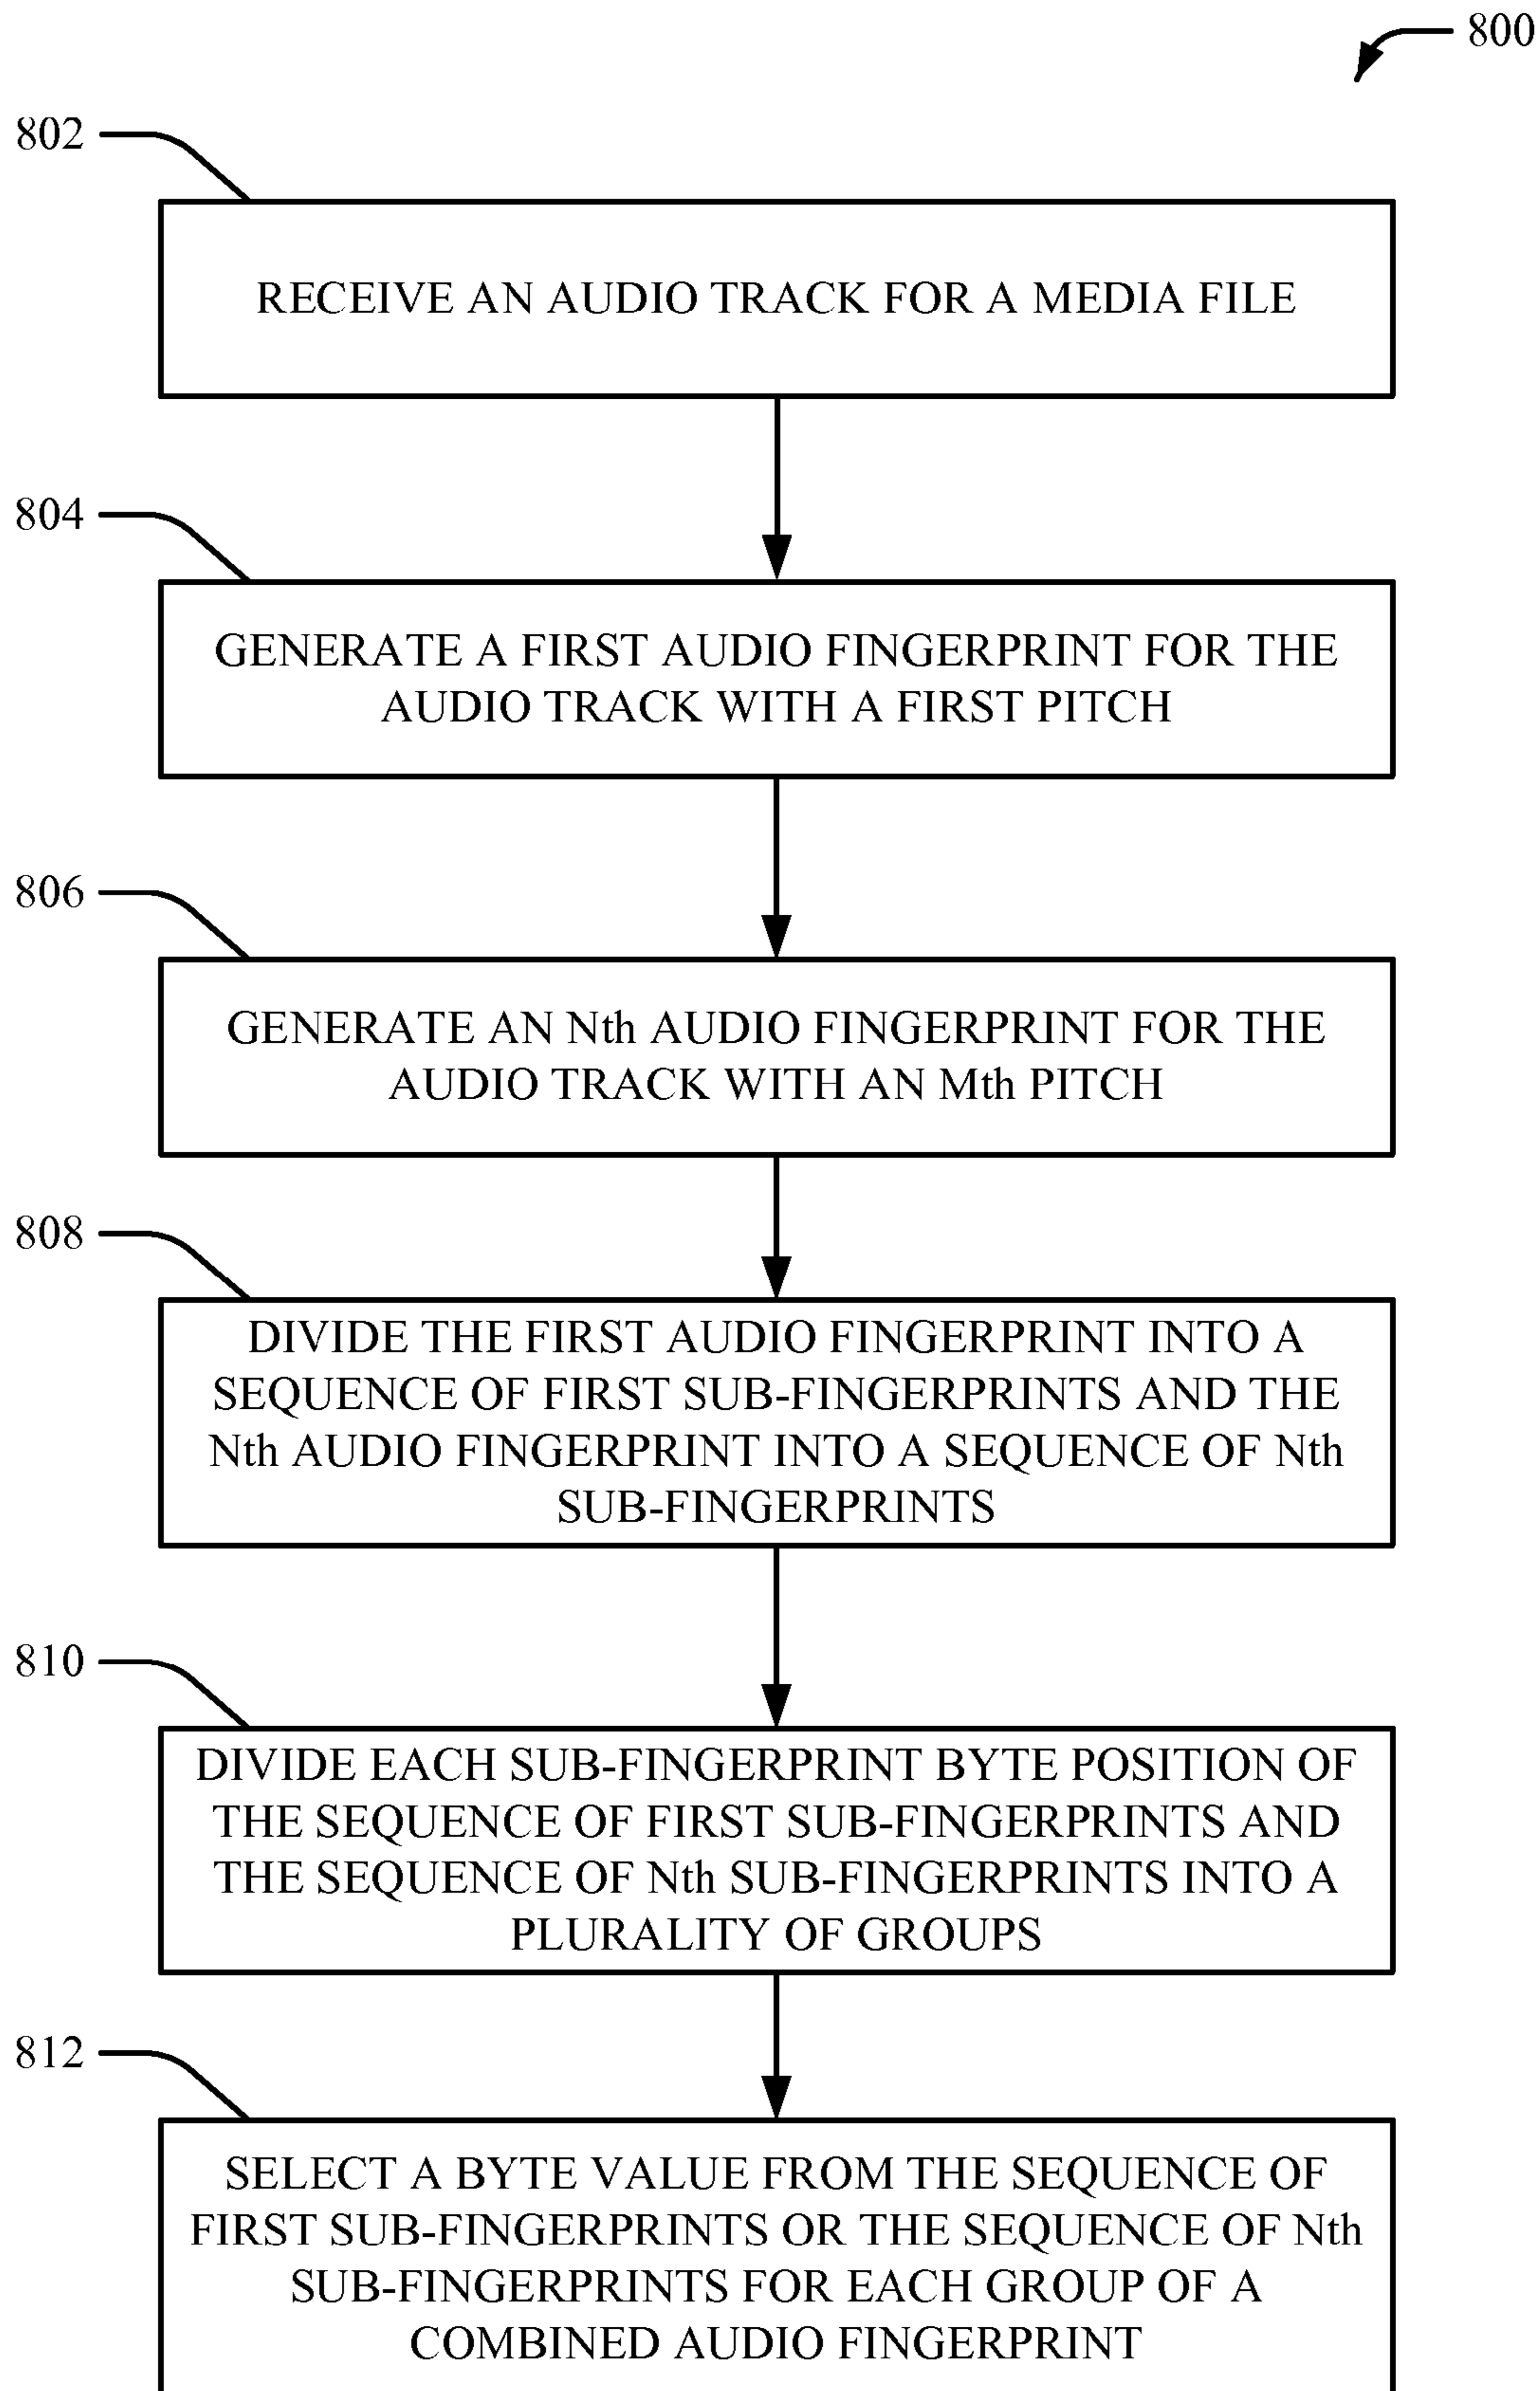 800
802
RECEIVE AN AUDIO TRACK FOR A MEDIA FILE
804
GENERATE A FIRST AUDIO FINGERPRINT FOR THE
AUDIO TRACK WITH A FIRST PITCH
806
GENERATE AN Nth AUDIO FINGERPRINT FOR THE
AUDIO TRACK WITH AN Mth PITCH
808
DIVIDE THE FIRST AUDIO FINGERPRINT INTO A
SEQUENCE OF FIRST SUB-FINGERPRINTS AND THE
Nth AUDIO FINGERPRINT INTO A SEQUENCE OF Nth
SUB-FINGERPRINTS
810
DIVIDE EACH SUB-FINGERPRINT BYTE POSITION OF
THE SEQUENCE OF FIRST SUB-FINGERPRINTS AND
THE SEQUENCE OF Nth SUB-FINGERPRINTS INTO A
PLURALITY OF GROUPS
812
SELECT A BYTE VALUE FROM THE SEQUENCE OF
FIRST SUB-FINGERPRINTS OR THE SEQUENCE OF Nth
SUB-FINGERPRINTS FOR EACH GROUP OF A
COMBINED AUDIO FINGERPRINT